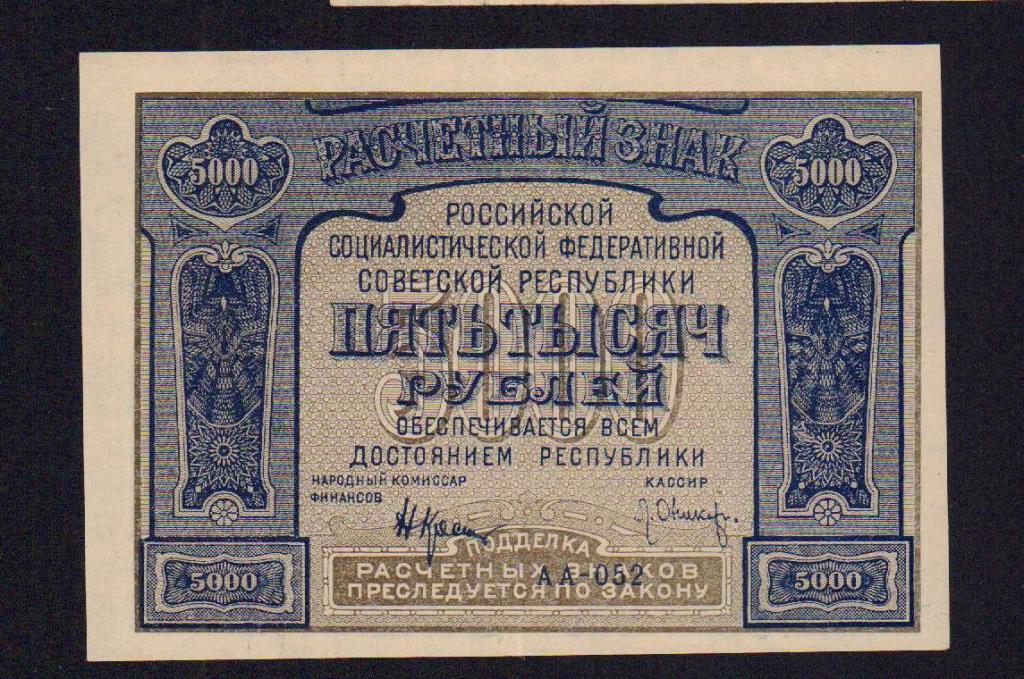 РАСЧЕТНЫЙ ЗНАК
5000 5000
РОССИЙСКОЙ
СОЦИАЛИСТИЧЕСКОЙ ФЕДЕРАТИВНОЙ
СОВЕТСКОЙ РЕСПУБЛИКИ
5000
ПЯТЬ ТЫСЯЧ
РУБЛЕЙ
ОБЕСПЕЧИВАЕТСЯ ВСЕМ
ДОСТОЯНИЕМ РЕСПУБЛИКИ
НАРОДНЫЙ КОМИССАР
ФИНАНСОВ
КАССИР
ПОДДЕЛКА
РАСЧЕТНЫХ ЗНАКОВ
ПРЕСЛЕДУЕТСЯ ПО ЗАКОНУ
АА-052
5000 5000